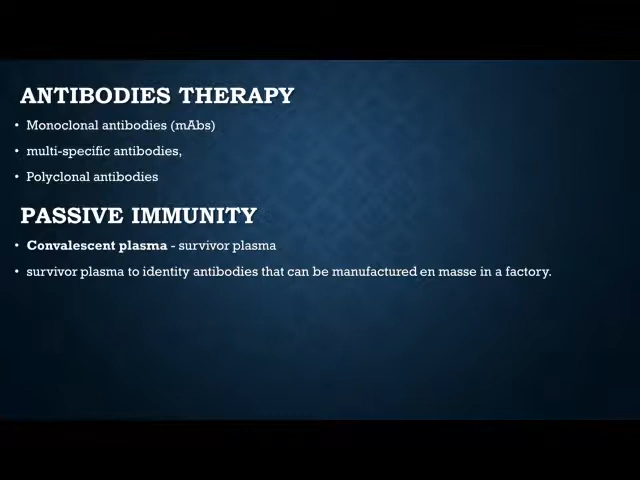 ANTIBODIES THERAPY
• Monoclonal antibodies (mAbs)
• multi-specific antibodies,
• Polyclonal antibodies
PASSIVE IMMUNITY
• Convalescent plasma - survivor plasma
• survivor plasma to identity antibodies that can be manufactured en masse in a factory.